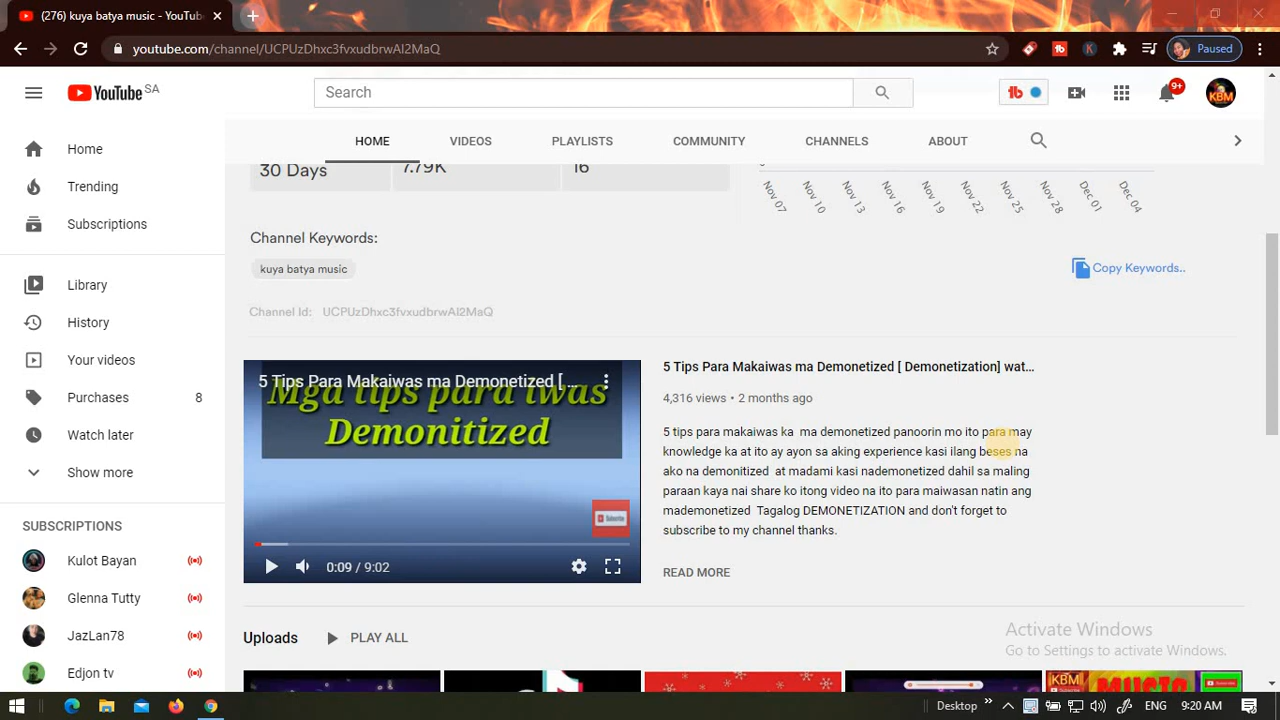 (276) kuya batya music - YouTub
youtube.com/channel/UCPUzDhxc3fvxudbrwAI2MaQ
Paused
YouTube SA
Search
9+
KBM
HOME
VIDEOS
PLAYLISTS
COMMUNITY
CHANNELS
ABOUT
Home
Trending
Subscriptions
Library
History
Your videos
Purchases 8
Watch later
Show more
SUBSCRIPTIONS
Kulot Bayan
Glenna Tutty
JazLan78
Edjon tv
30 Days
7.79K
16
Nov 07
Nov 10
Nov 13
Nov 16
Nov 19
Nov 22
Nov 25
Nov 28
Dec 01
Dec 04
Channel Keywords:
kuya batya music
Copy Keywords..
Channel Id: UCPUzDhxc3fvxudbrwAI2MaQ
5 Tips Para Makaiwas ma Demonetized [ ...
Mga tips para iwas
Demonitized
Subscribe
0:09 / 9:02
5 Tips Para Makaiwas ma Demonetized [ Demonetization] wat...
4,316 views • 2 months ago
5 tips para makaiwas ka ma demonetized panoorin mo ito para may
knowledge ka at ito ay ayon sa aking experience kasi ilang beses na
ako na demonitized at madami kasi nademonetized dahil sa maling
paraan kaya nai share ko itong video na ito para maiwasan natin ang
mademonetized Tagalog DEMONETIZATION and don't forget to
subscribe to my channel thanks.
READ MORE
Uploads
PLAY ALL
KBM
MUSIC
Activate Windows
Go to Settings to activate Windows.
Desktop
ENG
9:20 AM